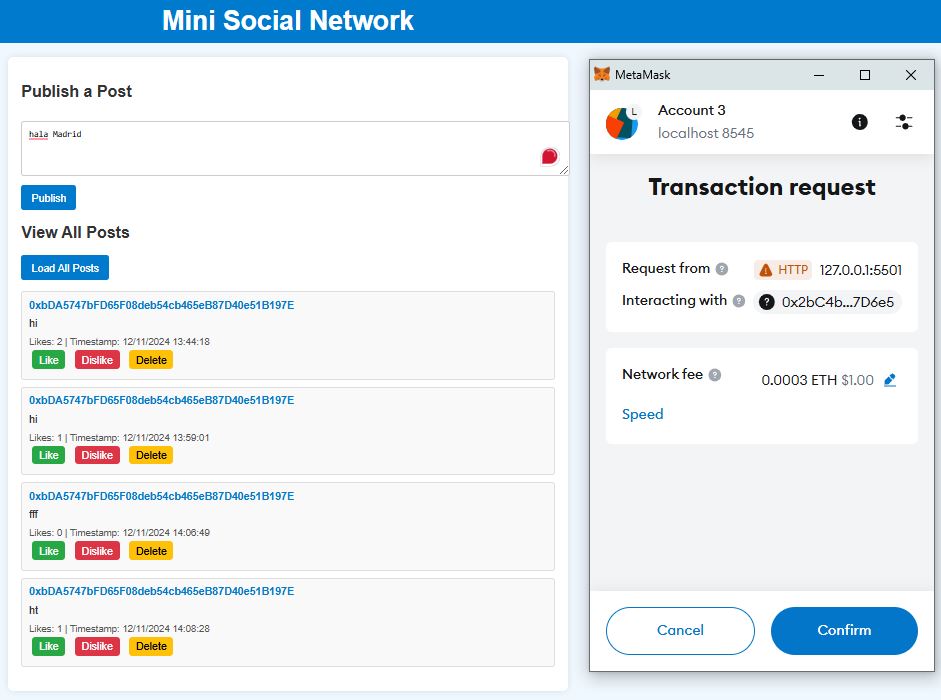 Mini Social Network
Publish a Post
hala Madrid
Publish
View All Posts
Load All Posts
0xbDA5747bFD65F08deb54cb465eB87D40e51B197E
hi
Likes: 2 | Timestamp: 12/11/2024 13:44:18
Like Dislike Delete
0xbDA5747bFD65F08deb54cb465eB87D40e51B197E
hi
Likes: 1 | Timestamp: 12/11/2024 13:59:01
Like Dislike Delete
0xbDA5747bFD65F08deb54cb465eB87D40e51B197E
fff
Likes: 0 | Timestamp: 12/11/2024 14:06:49
Like Dislike Delete
0xbDA5747bFD65F08deb54cb465eB87D40e51B197E
ht
Likes: 1 | Timestamp: 12/11/2024 14:08:28
Like Dislike Delete
MetaMask
L
Account 3
localhost 8545
Transaction request
Request from ? HTTP 127.0.0.1:5501
Interacting with ? ? 0x2bC4b...7D6e5
Network fee ? 0.0003 ETH $1.00
Speed
Cancel Confirm